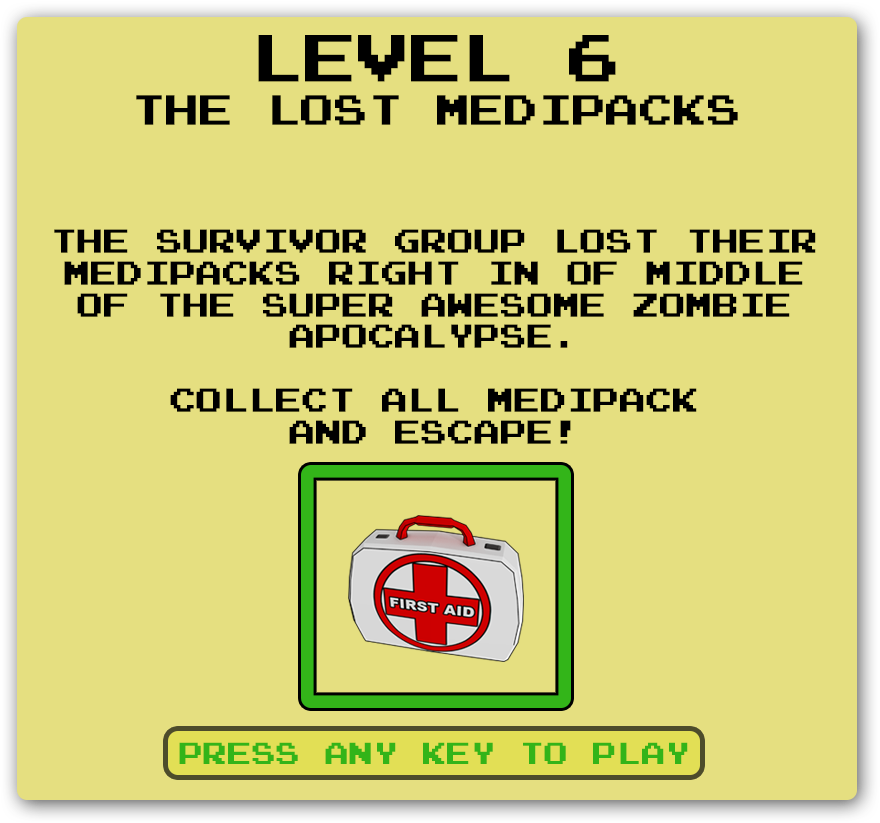 LEVEL 6
THE LOST MEDIPACKS
THE SURVIVOR GROUP LOST THEIR
MEDIPACKS RIGHT IN OF MIDDLE
OF THE SUPER AWESOME ZOMBIE
APOCALYPSE.
COLLECT ALL MEDIPACK
AND ESCAPE!
FIRST AID
PRESS ANY KEY TO PLAY